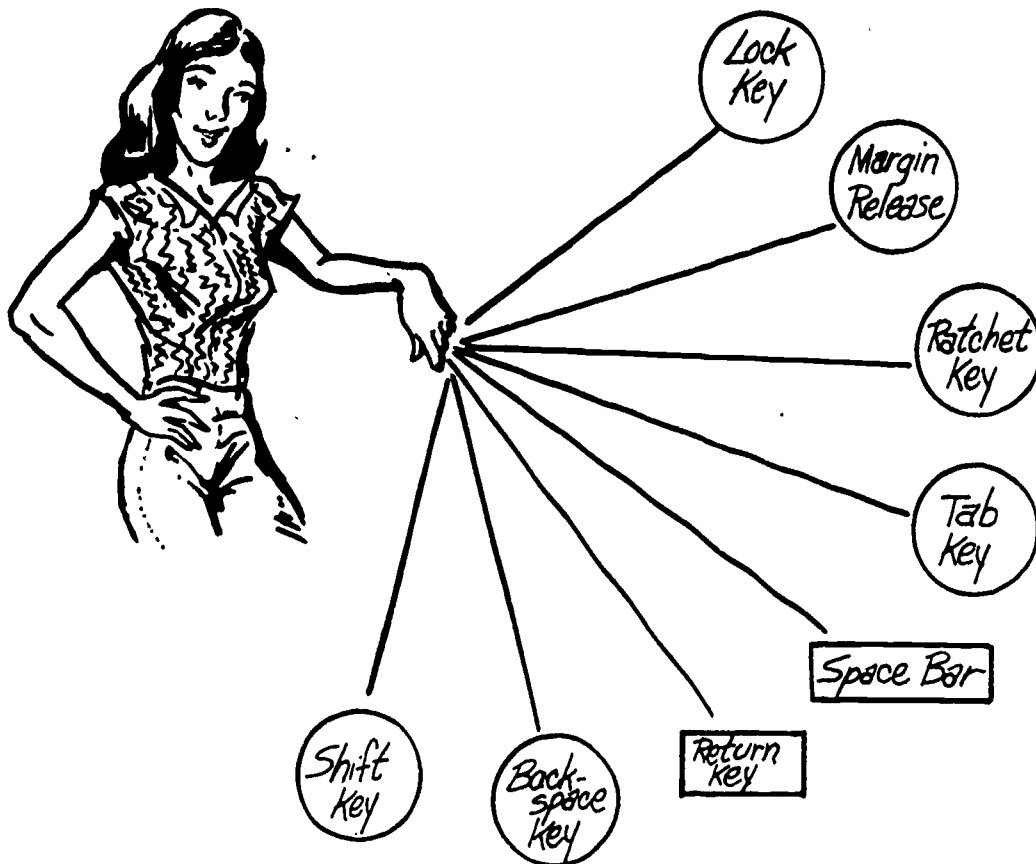 Lock
Key
Margin
Release
Ratchet
Key
Tab
Key
Space Bar
Return
Key
Back-
space
Key
Shift
Key